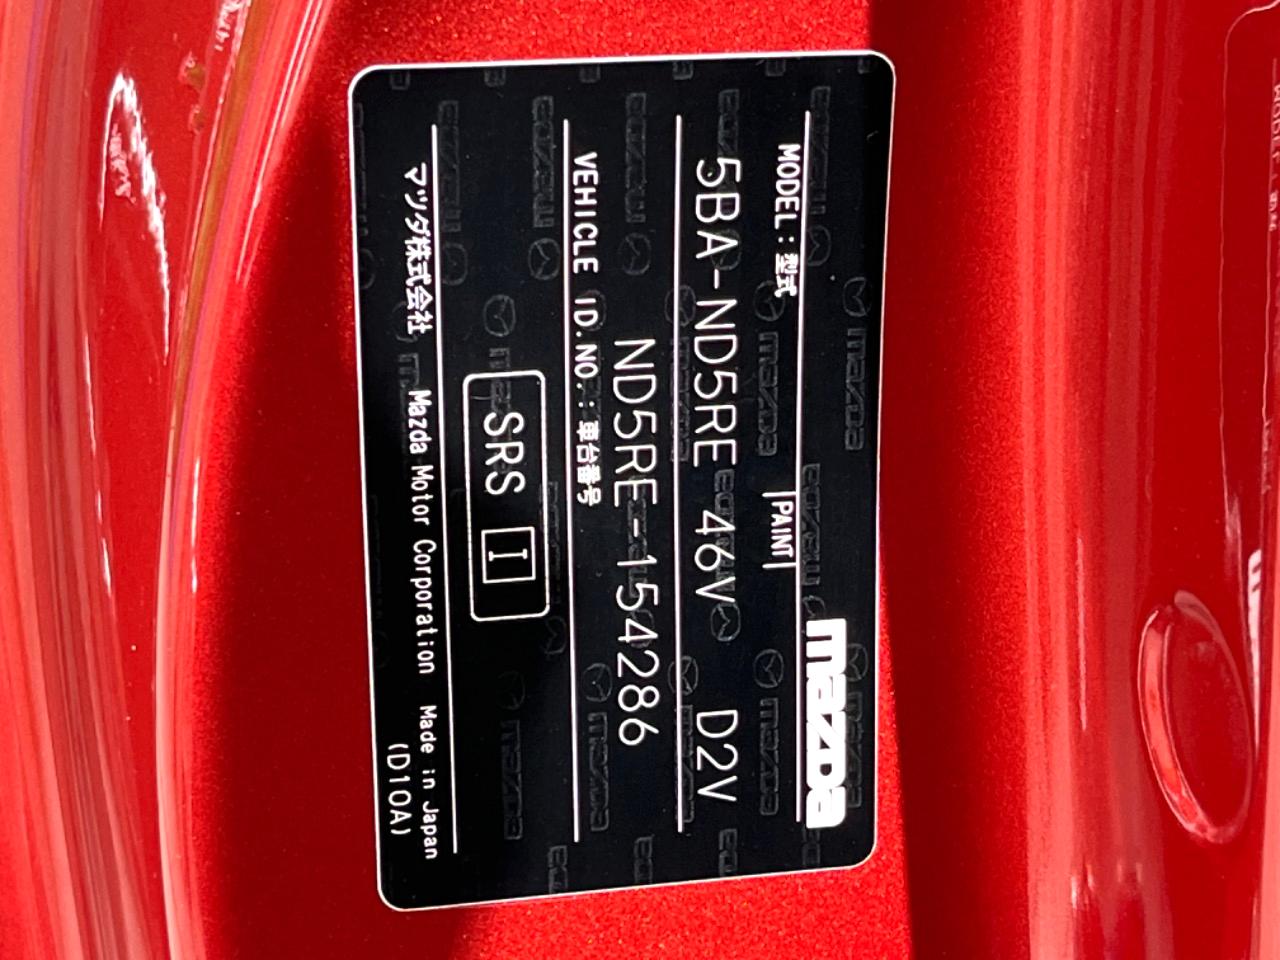 mazda
MODEL:型式 PAINT
5BA-ND5RE 46V D2V
ND5RE-154286
VEHICLE ID.NO.:車台番号
SRS I
マツダ株式会社 Mazda Motor Corporation Made in Japan
(D10A)